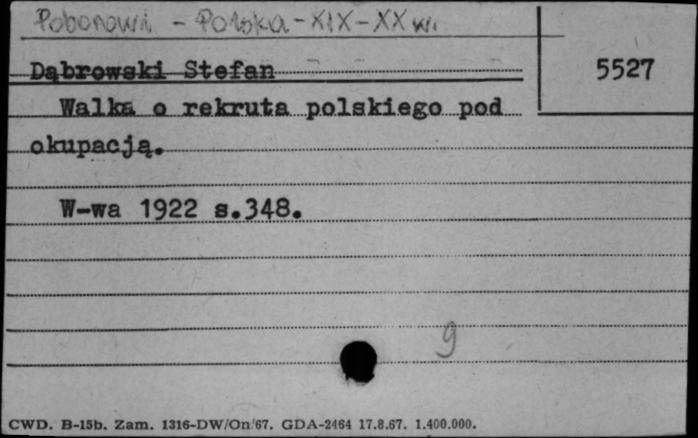 Poborowi - Polska - XIX - XX w.
Dąbrowski Stefan
5527
Walka o rekruta polskiego pod
okupacją.
W-wa 1922 s.348.
9
CWD. B-15b. Zam. 1316-DW/On/67. GDA-2464 17.8.67. 1.400.000.